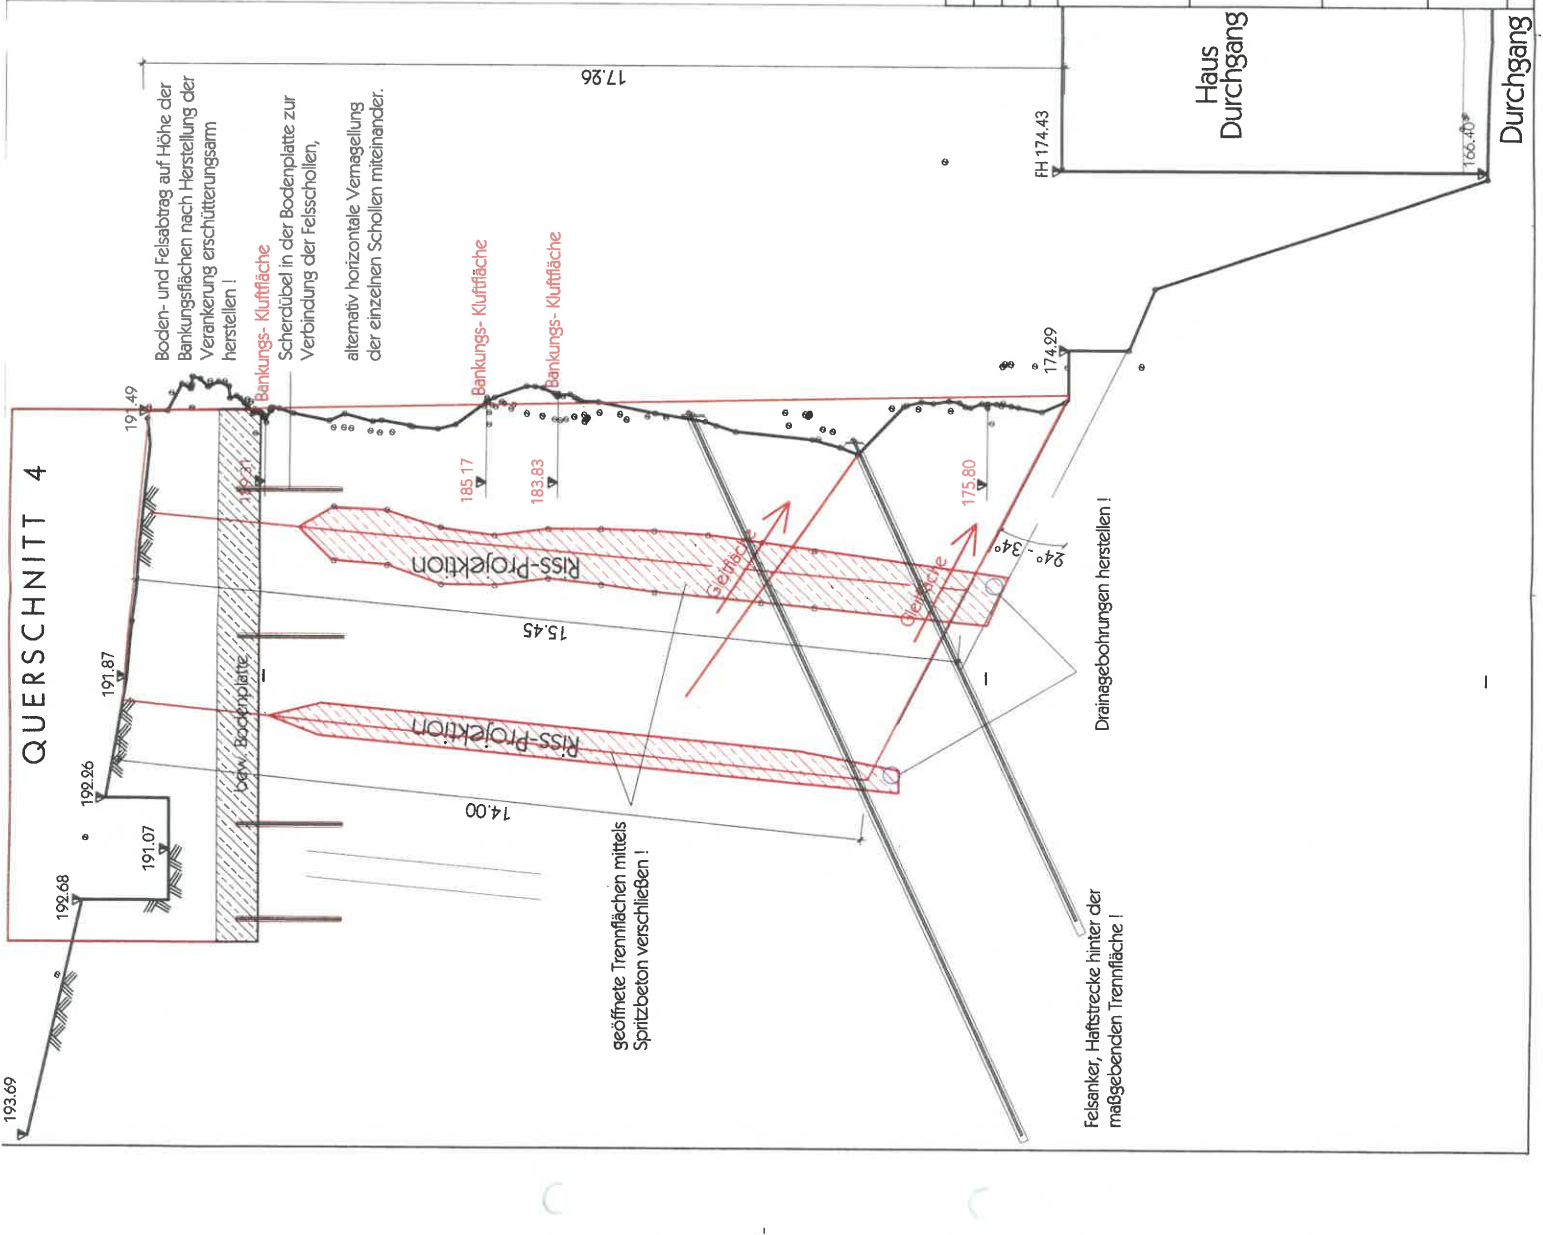 QUERSCHNITT 4
Boden- und Felsabtrag auf Höhe der
Bankungsflächen nach Herstellung der
Verankerung erschütterungsarm
herstellen !
Bankungs- Kluftfläche
Scherdübel in der Bodenplatte zur
Verbindung der Felsschollen,
alternativ horizontale Vernagellung
der einzelnen Schollen miteinander.
Bankungs- Kluftfläche
Bankungs- Kluftfläche
17.26
Haus
Durchgang
Durchgang
FH 174.43
166.40
174.29
191.49
185.17
183.83
175.80
191.87
192.26
191.07
192.68
193.69
bew. Bodenplatte
Riss-Projektion
Riss-Projektion
Gleitfläche
Gleitfläche
15.45
14.00
24° - 34°
Drainagebohrungen herstellen !
geöffnete Trennflächen mittels
Spritzbeton verschließen !
Felsanker, Haftstrecke hinter der
maßgebenden Trennfläche !